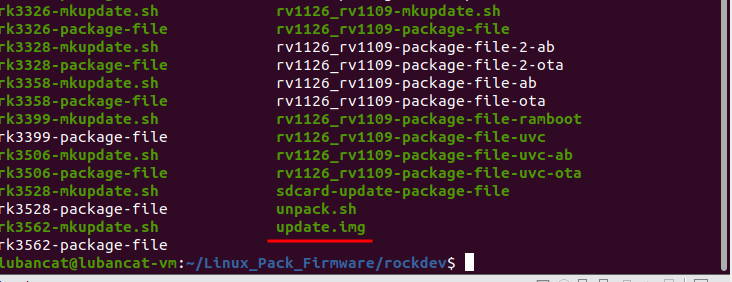 rk3326-mkupdate.sh rv1126_rv1109-mkupdate.sh
rk3326-package-file rv1126_rv1109-package-file
rk3328-mkupdate.sh rv1126_rv1109-package-file-2-ab
rk3328-package-file rv1126_rv1109-package-file-2-ota
rk3358-mkupdate.sh rv1126_rv1109-package-file-ab
rk3358-package-file rv1126_rv1109-package-file-ota
rk3399-mkupdate.sh rv1126_rv1109-package-file-ramboot
rk3399-package-file rv1126_rv1109-package-file-uvc
rk3506-mkupdate.sh rv1126_rv1109-package-file-uvc-ab
rk3506-package-file rv1126_rv1109-package-file-uvc-ota
rk3528-mkupdate.sh sdcard-update-package-file
rk3528-package-file unpack.sh
rk3562-mkupdate.sh update.img
rk3562-package-file
lubancat@lubancat-vm:~/Linux_Pack_Firmware/rockdev$